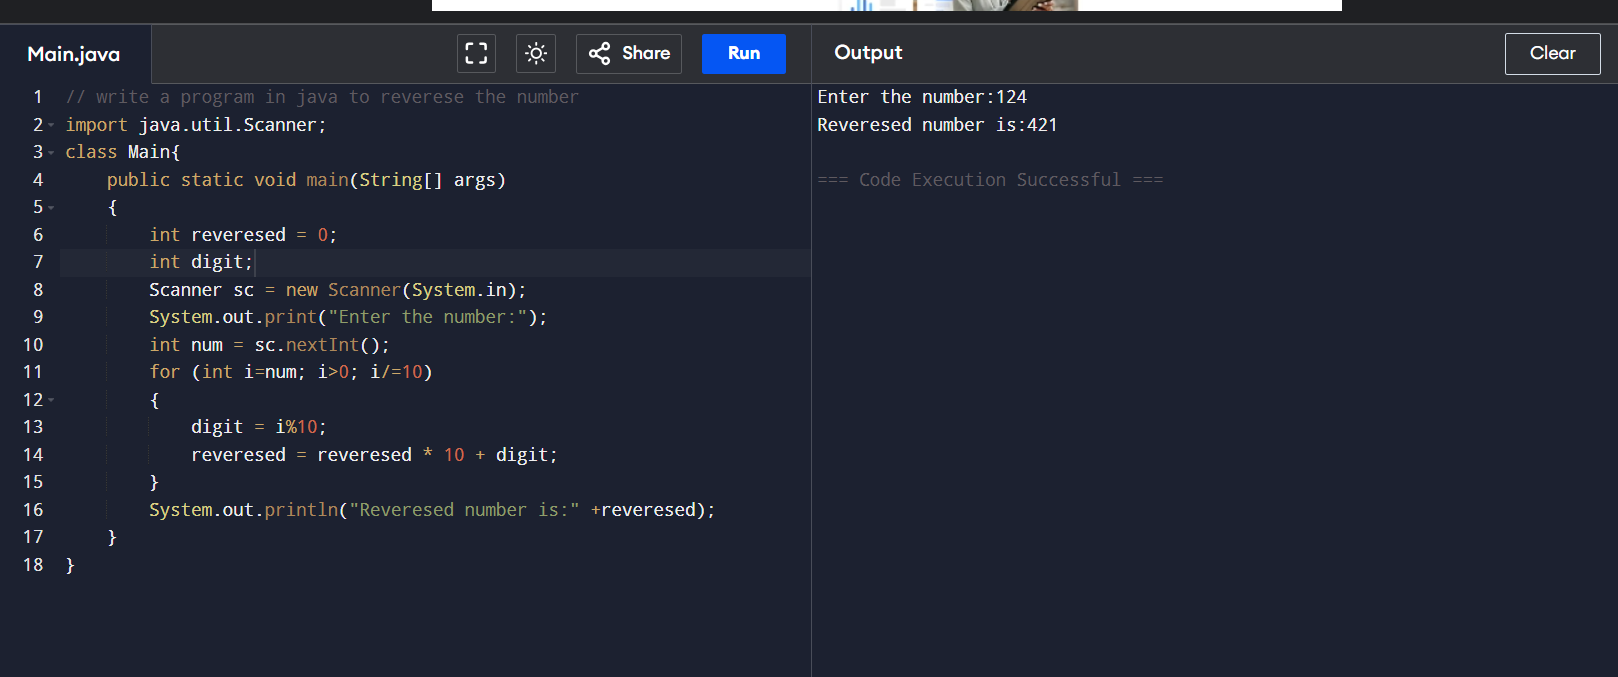 Main.java
Share
Run
Output
Clear
1 // write a program in java to reverese the number
2 import java.util.Scanner;
3 class Main{
4     public static void main(String[] args)
5     {
6         int reveresed = 0;
7         int digit;
8         Scanner sc = new Scanner(System.in);
9         System.out.print("Enter the number:");
10         int num = sc.nextInt();
11         for (int i=num; i>0; i/=10)
12         {
13             digit = i%10;
14             reveresed = reveresed * 10 + digit;
15         }
16         System.out.println("Reveresed number is:" +reveresed);
17     }
18 }
Enter the number:124
Reveresed number is:421
=== Code Execution Successful ===